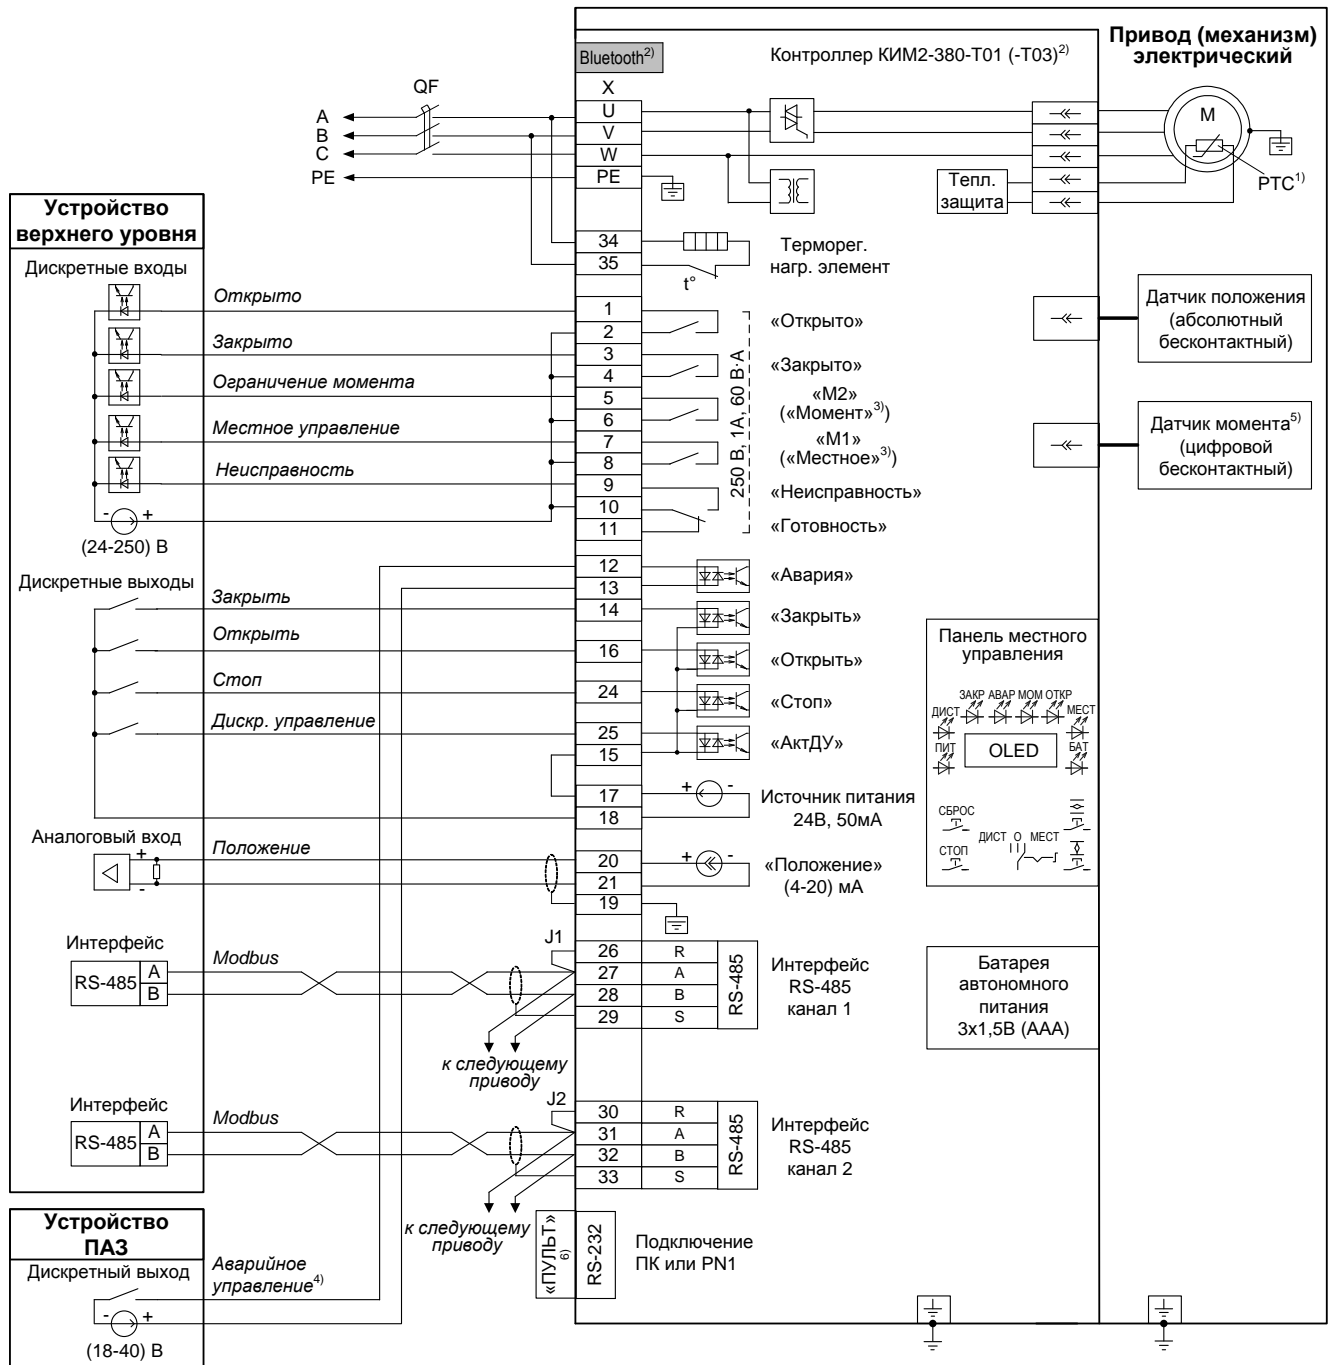 Привод (механизм)
электрический
Bluetooth2)
Контроллер КИМ2-380-Т01 (-Т03)2)
QF
X
A
B
C
PE
U
V
W
PE
M
PTC1)
Тепл.
защита
Устройство
верхнего уровня
Дискретные входы
34
35
t°
Терморег.
нагр. элемент
Открыто
Закрыто
Ограничение момента
Местное управление
Неисправность
- +
(24-250) В
1
2
3
4
5
6
7
8
9
10
11
250 В, 1А, 60 В·А
«Открыто»
«Закрыто»
«М2»
(«Момент»3))
«М1»
(«Местное»3))
«Неисправность»
«Готовность»
Датчик положения
(абсолютный
бесконтактный)
Датчик момента5)
(цифровой
бесконтактный)
Дискретные выходы
Закрыть
Открыть
Стоп
Дискр. управление
12
13
14
16
24
25
15
17
18
«Авария»
«Закрыть»
«Открыть»
«Стоп»
«АктДУ»
+ -
Источник питания
24В, 50мА
Панель местного
управления
ЗАКР АВАР МОМ ОТКР
ДИСТ
МЕСТ
ПИТ
OLED
БАТ
СБРОС
ДИСТ О МЕСТ
СТОП
Аналоговый вход
+
-
Положение
20
21
19
+ -
«Положение»
(4-20) мА
Интерфейс
RS-485
A
B
Modbus
J1
26
27
28
29
R
A
B
S
RS-485
Интерфейс
RS-485
канал 1
к следующему
приводу
Батарея
автономного
питания
3х1,5В (ААА)
Интерфейс
RS-485
A
B
Modbus
J2
30
31
32
33
R
A
B
S
RS-485
Интерфейс
RS-485
канал 2
к следующему
приводу
«ПУЛЬТ»
6)
RS-232
Подключение
ПК или PN1
Устройство
ПАЗ
Дискретный выход
Аварийное
управление4)
- +
(18-40) В